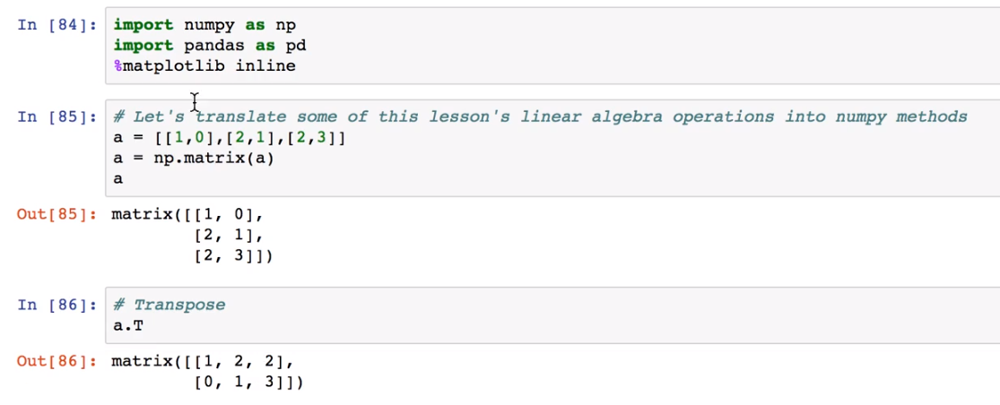 In [84]: import numpy as np
import pandas as pd
%matplotlib inline
In [85]: # Let's translate some of this lesson's linear algebra operations into numpy methods
a = [[1,0],[2,1],[2,3]]
a = np.matrix(a)
a
Out[85]: matrix([[1, 0],
[2, 1],
[2, 3]])
In [86]: # Transpose
a.T
Out[86]: matrix([[1, 2, 2],
[0, 1, 3]])